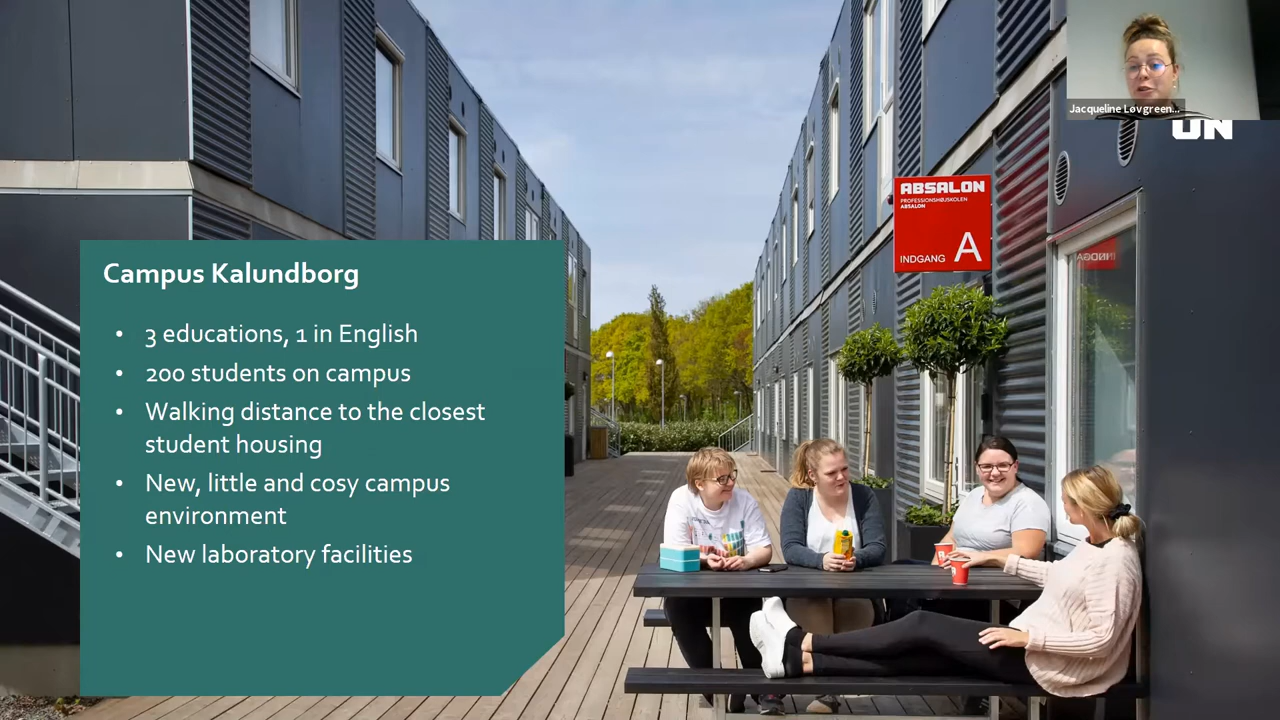 Jacqueline Løvgreen...
ON
ABSALON
PROFESSIONSHØJSKOLEN
ABSALON
INDGANG A
Campus Kalundborg
• 3 educations, 1 in English
• 200 students on campus
• Walking distance to the closest
student housing
• New, little and cosy campus
environment
• New laboratory facilities